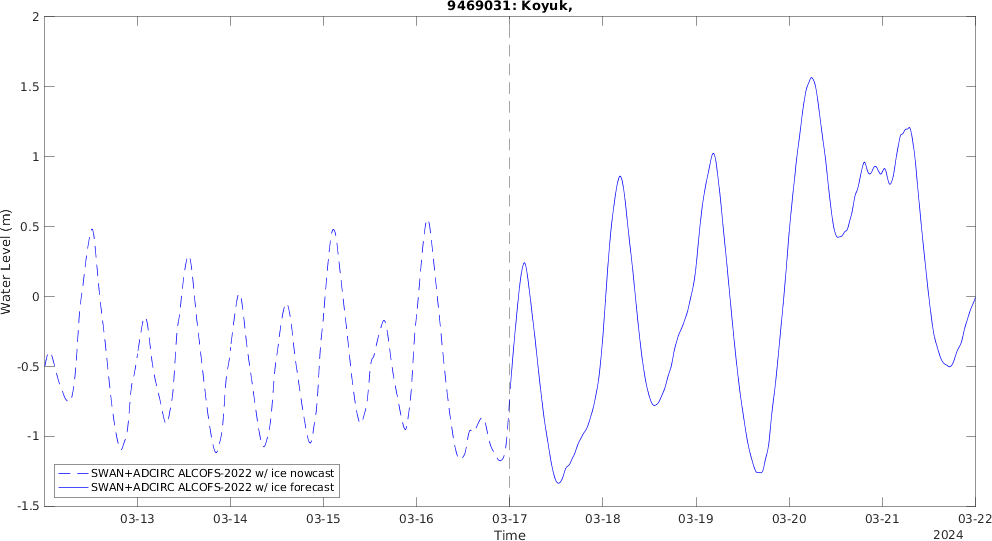 9469031: Koyuk,
2
1.5
1
0.5
0
-0.5
-1
-1.5
Water Level (m)
SWAN+ADCIRC ALCOFS-2022 w/ ice nowcast
SWAN+ADCIRC ALCOFS-2022 w/ ice forecast
03-13 03-14 03-15 03-16 03-17 03-18 03-19 03-20 03-21 03-22
Time
2024